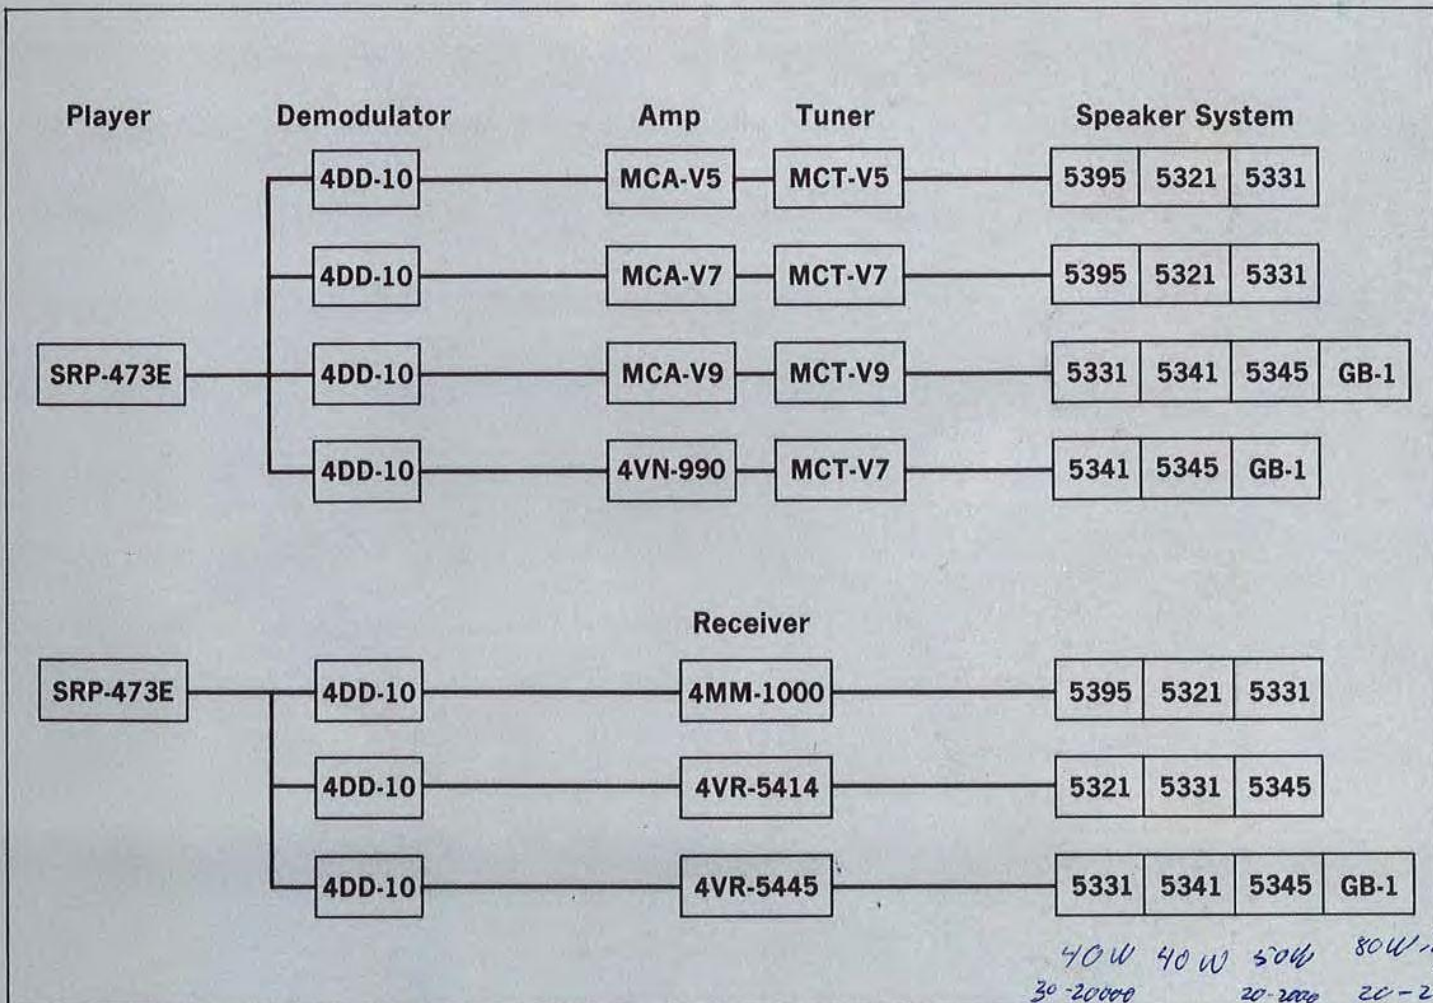 Player Demodulator Amp Tuner Speaker System
4DD-10 MCA-V5 MCT-V5 5395 5321 5331
4DD-10 MCA-V7 MCT-V7 5395 5321 5331
SRP-473E 4DD-10 MCA-V9 MCT-V9 5331 5341 5345 GB-1
4DD-10 4VN-990 MCT-V7 5341 5345 GB-1
Receiver
SRP-473E 4DD-10 4MM-1000 5395 5321 5331
4DD-10 4VR-5414 5321 5331 5345
4DD-10 4VR-5445 5331 5341 5345 GB-1
40W 40W 50W 80W
30-20000